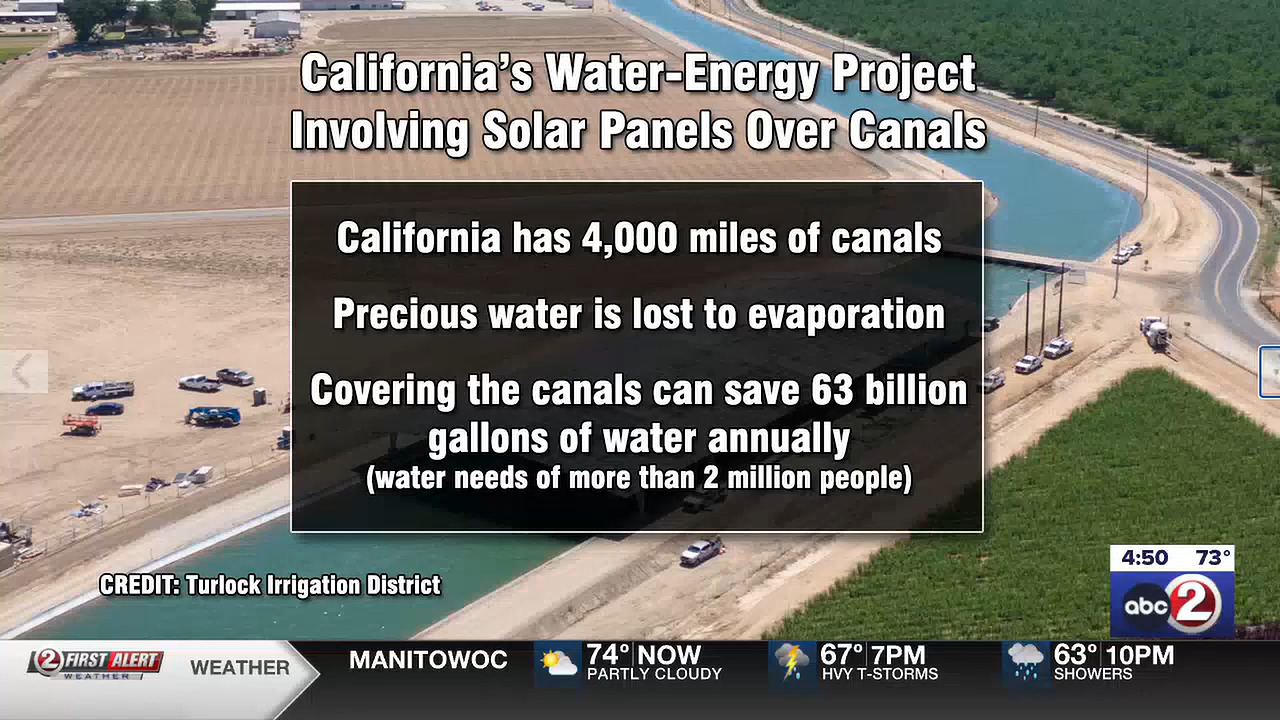 California's Water-Energy Project
Involving Solar Panels Over Canals
California has 4,000 miles of canals
Precious water is lost to evaporation
Covering the canals can save 63 billion
gallons of water annually
(water needs of more than 2 million people)
CREDIT: Turlock Irrigation District
4:50 73°
abc 2
2 FIRST ALERT
WEATHER
WEATHER
MANITOWOC
74° NOW
PARTLY CLOUDY
67° 7PM
HVY T-STORMS
63° 10PM
SHOWERS